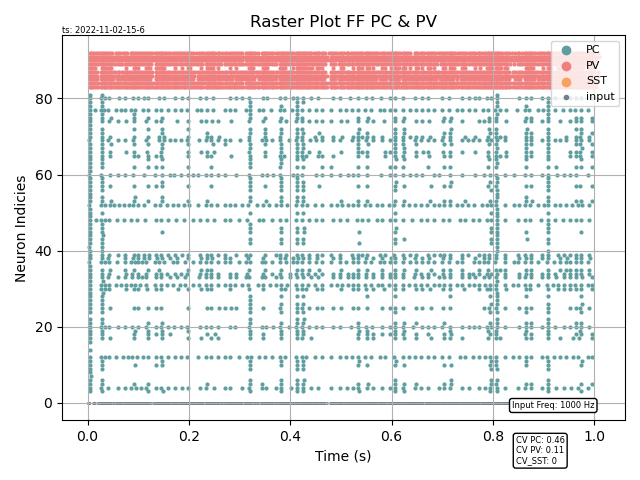 Raster Plot FF PC & PV
ts: 2022-11-02-15-6
PC
PV
SST
input
Neuron Indicies
80
60
40
20
0
Input Freq: 1000 Hz
0.0 0.2 0.4 0.6 0.8 1.0
Time (s)
CV PC: 0.46
CV PV: 0.11
CV_SST: 0